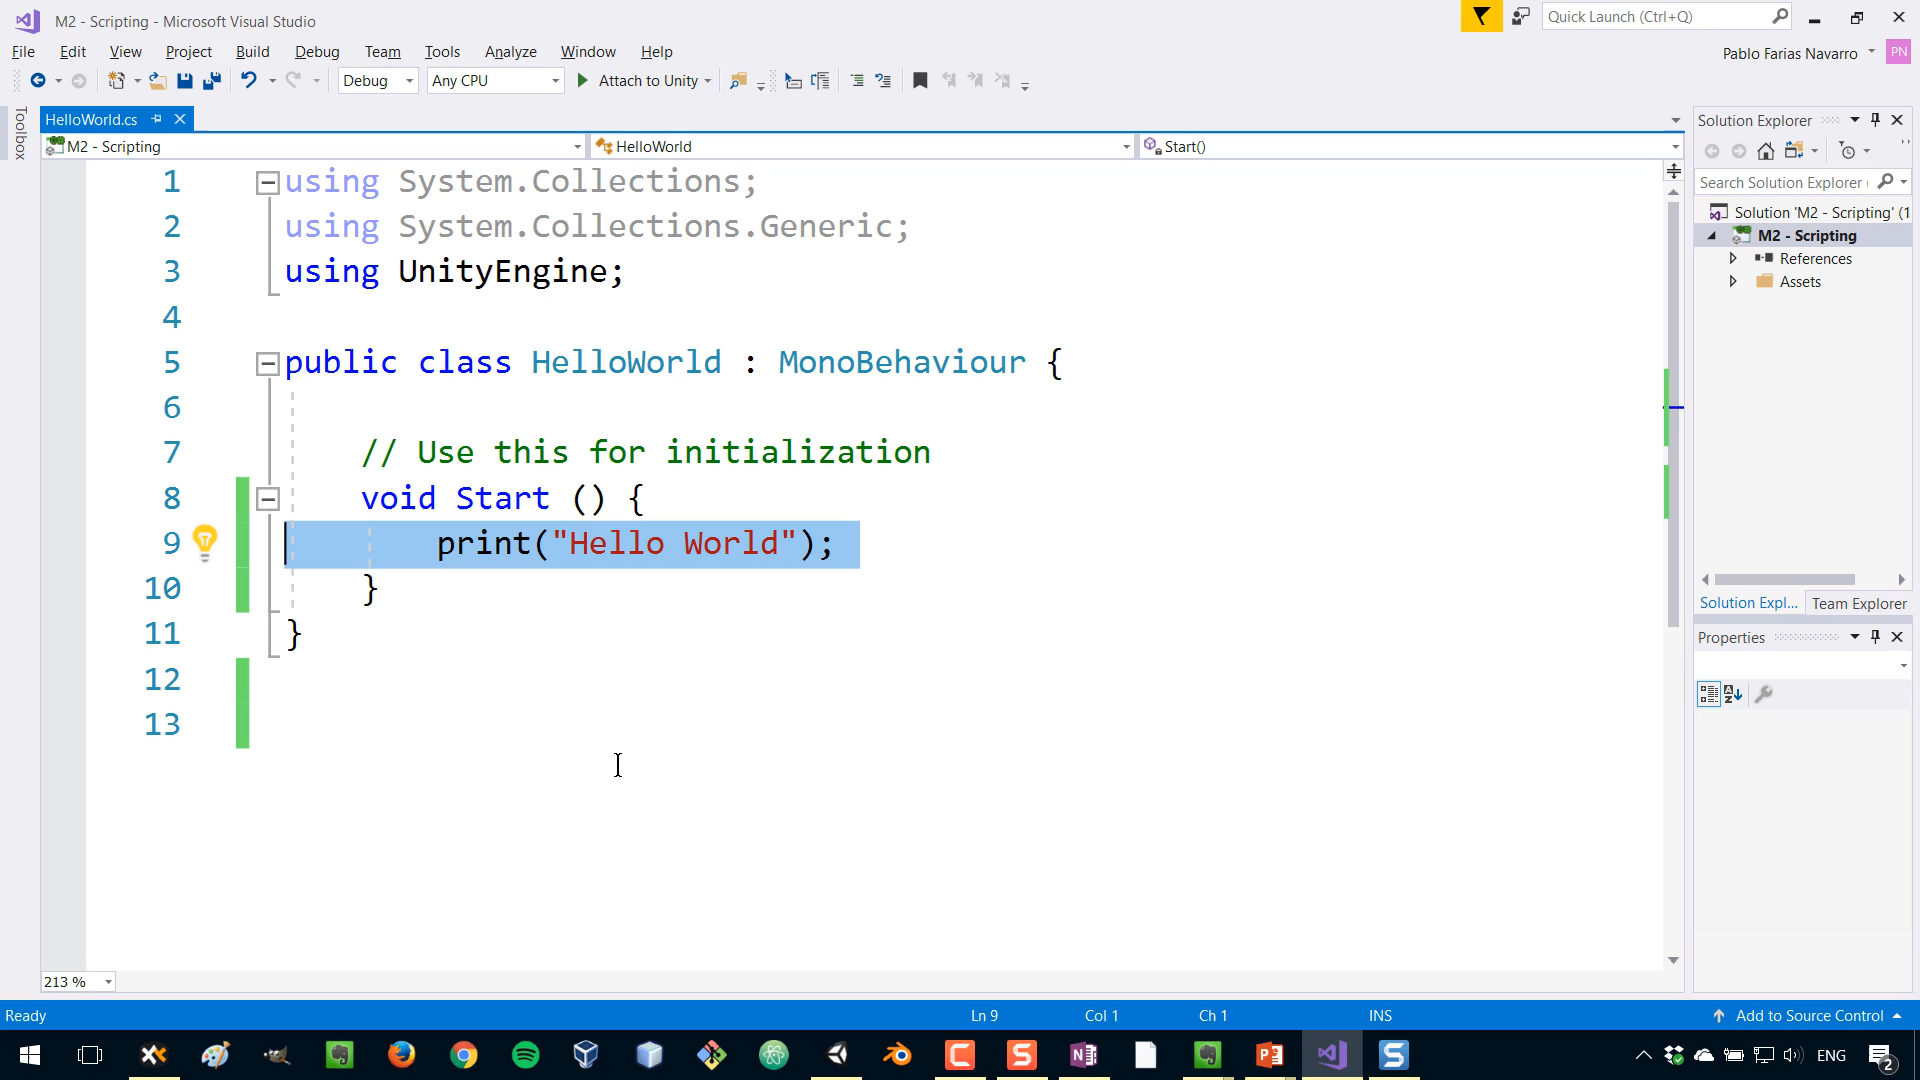 M2 - Scripting - Microsoft Visual Studio
Quick Launch (Ctrl+Q)
File Edit View Project Build Debug Team Tools Analyze Window Help
Pablo Farias Navarro PN
Debug Any CPU Attach to Unity
Toolbox
HelloWorld.cs
M2 - Scripting HelloWorld Start()
1 using System.Collections;
2 using System.Collections.Generic;
3 using UnityEngine;
4
5 public class HelloWorld : MonoBehaviour {
6
7 // Use this for initialization
8 void Start () {
9 print("Hello World");
10 }
11 }
12
13
213 %
Solution Explorer
Search Solution Explorer (
Solution 'M2 - Scripting' (1
M2 - Scripting
References
Assets
Solution Expl... Team Explorer
Properties
Ready Ln 9 Col 1 Ch 1 INS Add to Source Control
ENG 2